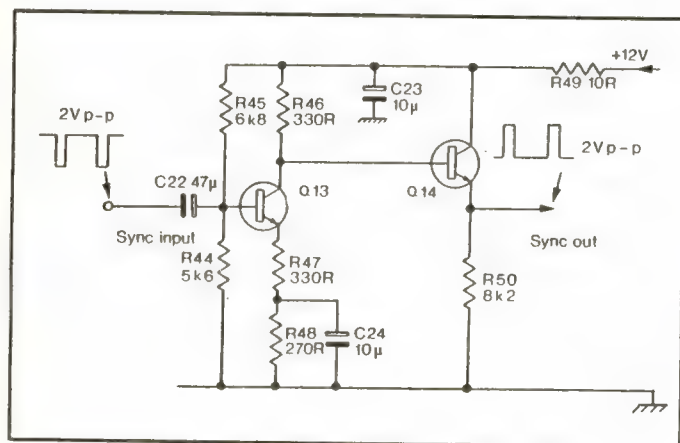 +12V
R49 10R
C23
10μ
R45
6k8
R46
330R
2Vp-p
2Vp-p
C22 47μ
Q13
Q14
Sync input
Sync out
R44
5k6
R47
330R
R50
8k2
R48
270R
C24
10μ